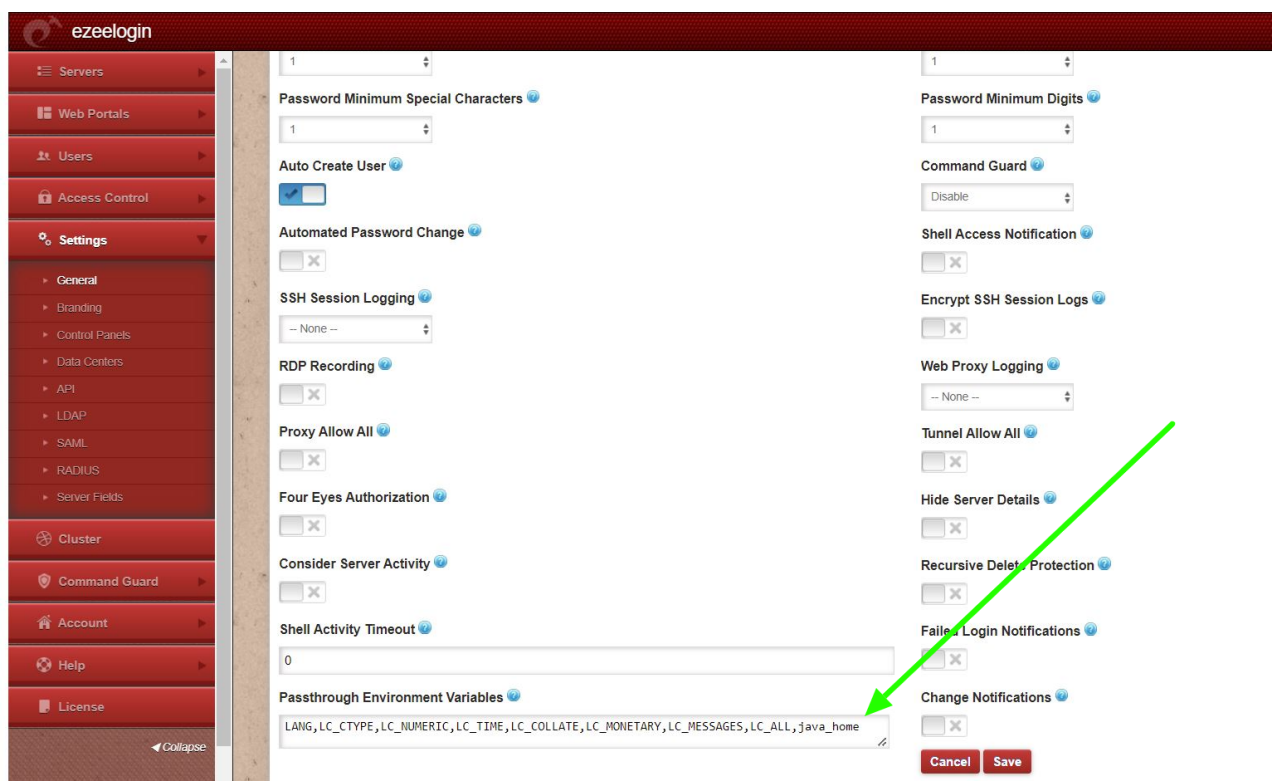 ezeelogin
Servers
Web Portals
Users
Access Control
Settings
General
Branding
Control Panels
Data Centers
API
LDAP
SAML
RADIUS
Server Fields
Cluster
Command Guard
Account
Help
License
Collapse
1
1
Password Minimum Special Characters
Password Minimum Digits
1
1
Auto Create User
Command Guard
Disable
Automated Password Change
Shell Access Notification
SSH Session Logging
Encrypt SSH Session Logs
-- None --
RDP Recording
Web Proxy Logging
-- None --
Proxy Allow All
Tunnel Allow All
Four Eyes Authorization
Hide Server Details
Consider Server Activity
Recursive Delete Protection
Shell Activity Timeout
Failed Login Notifications
0
Passthrough Environment Variables
Change Notifications
LANG,LC_CTYPE,LC_NUMERIC,LC_TIME,LC_COLLATE,LC_MONETARY,LC_MESSAGES,LC_ALL,java_home
Cancel Save